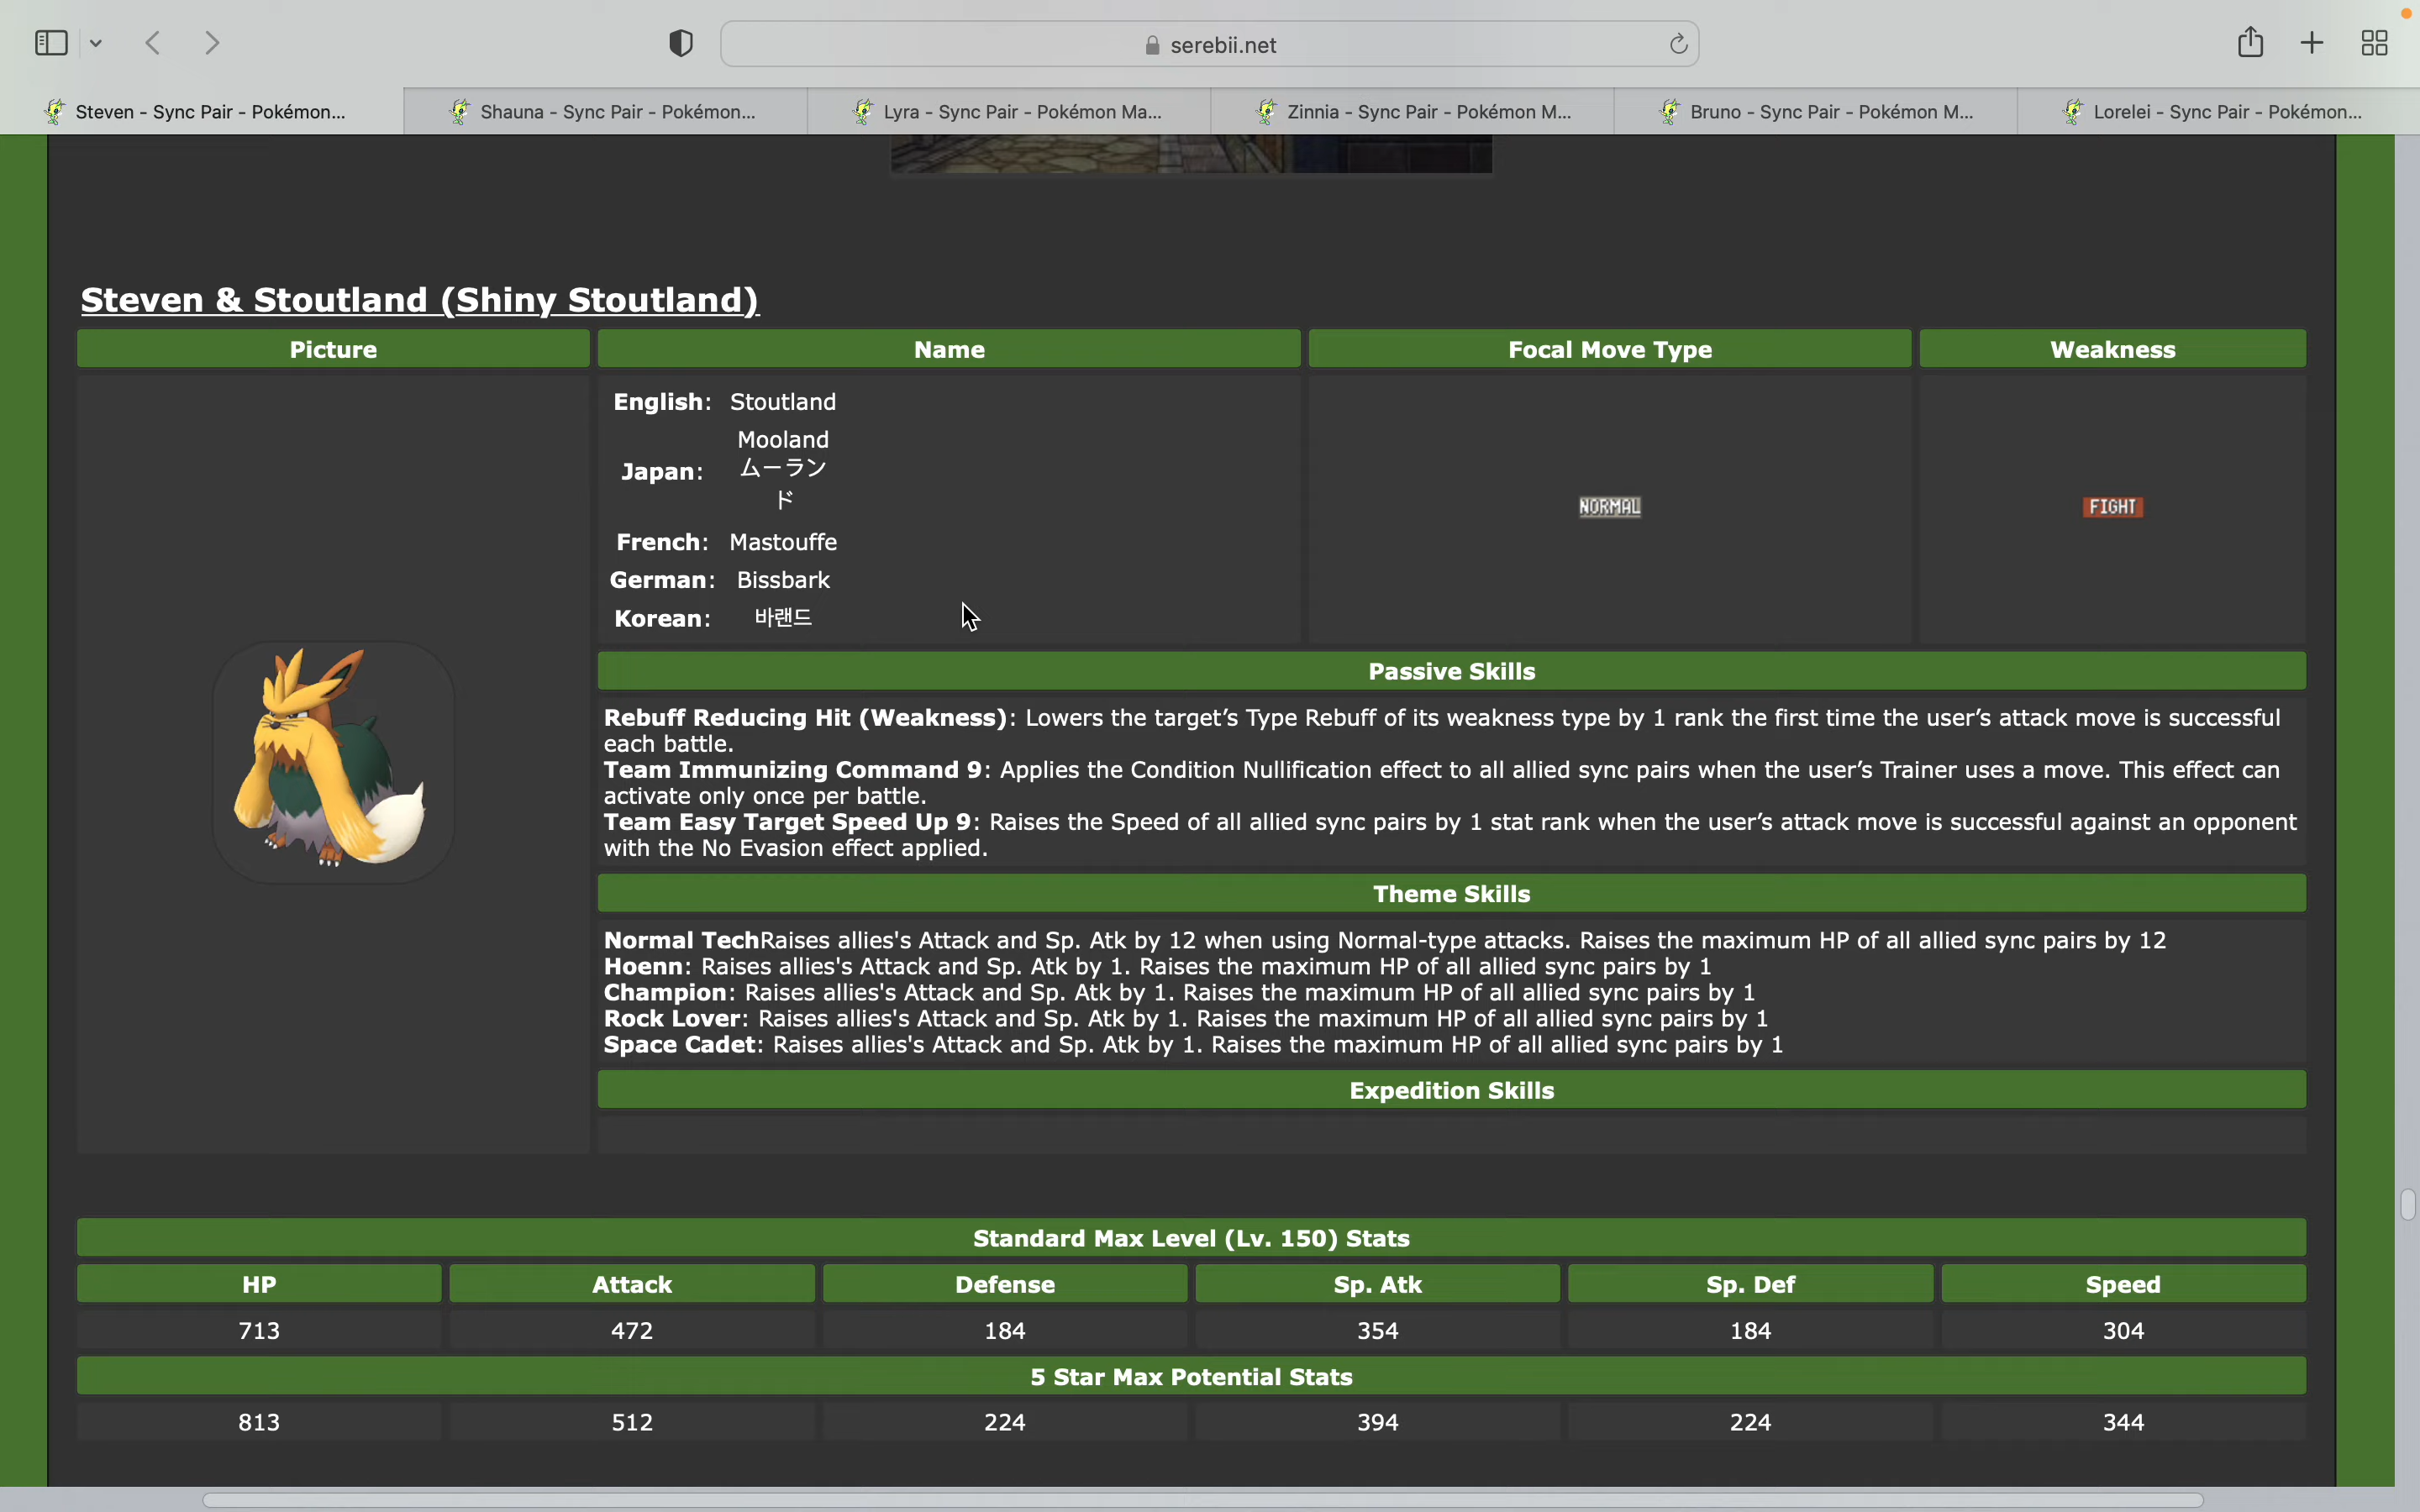 serebii.net
Steven - Sync Pair - Pokémon...
Shauna - Sync Pair - Pokémon...
Lyra - Sync Pair - Pokémon Ma...
Zinnia - Sync Pair - Pokémon M...
Bruno - Sync Pair - Pokémon M...
Lorelei - Sync Pair - Pokémon...
Steven & Stoutland (Shiny Stoutland)
Picture
Name
Focal Move Type
Weakness
English: Stoutland
Japan: Mooland
ムーラン
ド
French: Mastouffe
German: Bissbark
Korean: 바랜드
NORMAL
FIGHT
Passive Skills
Rebuff Reducing Hit (Weakness): Lowers the target’s Type Rebuff of its weakness type by 1 rank the first time the user’s attack move is successful
each battle.
Team Immunizing Command 9: Applies the Condition Nullification effect to all allied sync pairs when the user’s Trainer uses a move. This effect can
activate only once per battle.
Team Easy Target Speed Up 9: Raises the Speed of all allied sync pairs by 1 stat rank when the user’s attack move is successful against an opponent
with the No Evasion effect applied.
Theme Skills
Normal TechRaises allies's Attack and Sp. Atk by 12 when using Normal-type attacks. Raises the maximum HP of all allied sync pairs by 12
Hoenn: Raises allies's Attack and Sp. Atk by 1. Raises the maximum HP of all allied sync pairs by 1
Champion: Raises allies's Attack and Sp. Atk by 1. Raises the maximum HP of all allied sync pairs by 1
Rock Lover: Raises allies's Attack and Sp. Atk by 1. Raises the maximum HP of all allied sync pairs by 1
Space Cadet: Raises allies's Attack and Sp. Atk by 1. Raises the maximum HP of all allied sync pairs by 1
Expedition Skills
Standard Max Level (Lv. 150) Stats
HP Attack Defense Sp. Atk Sp. Def Speed
713 472 184 354 184 304
5 Star Max Potential Stats
813 512 224 394 224 344